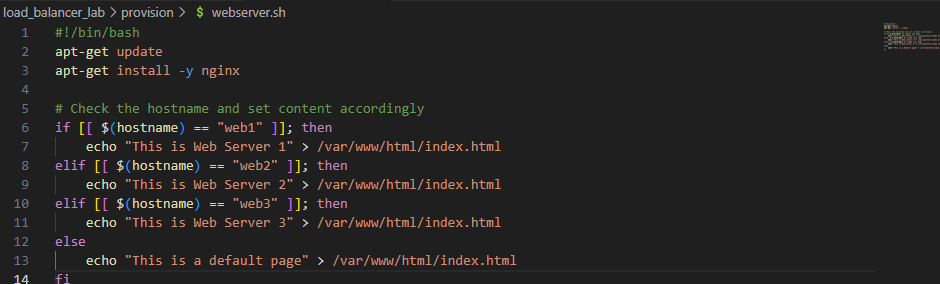 load_balancer_lab > provision > $ webserver.sh
1 #!/bin/bash
2 apt-get update
3 apt-get install -y nginx
4
5 # Check the hostname and set content accordingly
6 if [[ $(hostname) == "web1" ]]; then
7     echo "This is Web Server 1" > /var/www/html/index.html
8 elif [[ $(hostname) == "web2" ]]; then
9     echo "This is Web Server 2" > /var/www/html/index.html
10 elif [[ $(hostname) == "web3" ]]; then
11     echo "This is Web Server 3" > /var/www/html/index.html
12 else
13     echo "This is a default page" > /var/www/html/index.html
14 fi